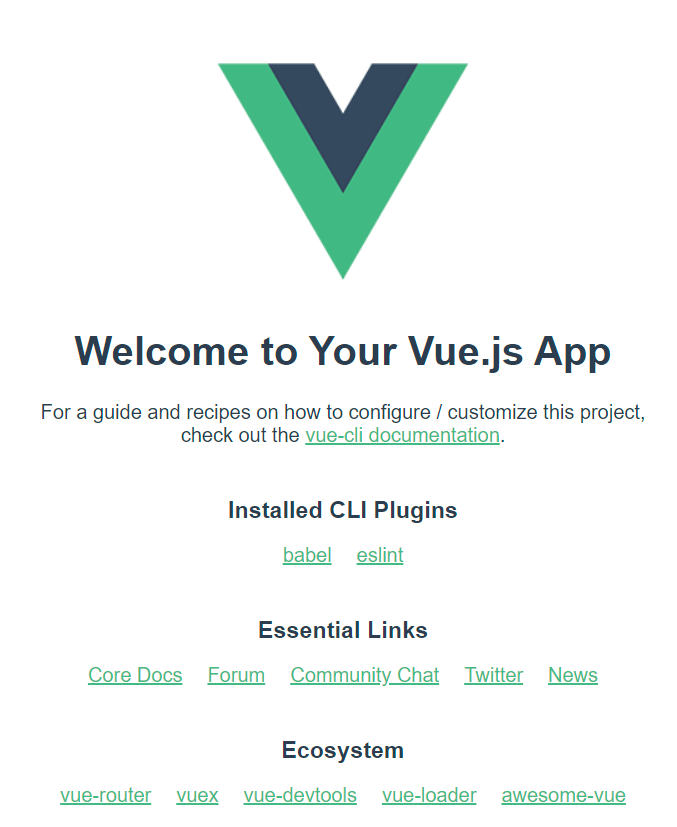 Welcome to Your Vue.js App
For a guide and recipes on how to configure / customize this project,
check out the vue-cli documentation.
Installed CLI Plugins
babel eslint
Essential Links
Core Docs Forum Community Chat Twitter News
Ecosystem
vue-router vuex vue-devtools vue-loader awesome-vue